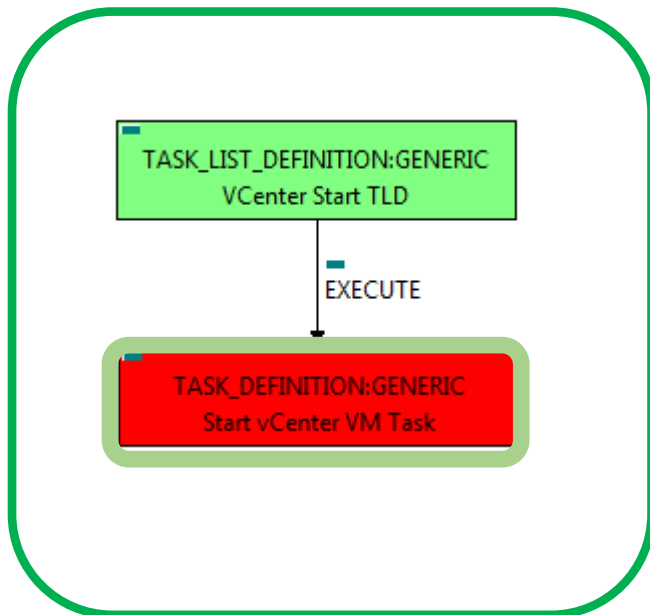 TASK_LIST_DEFINITION:GENERIC
VCenter Start TLD
EXECUTE
TASK_DEFINITION:GENERIC
Start vCenter VM Task